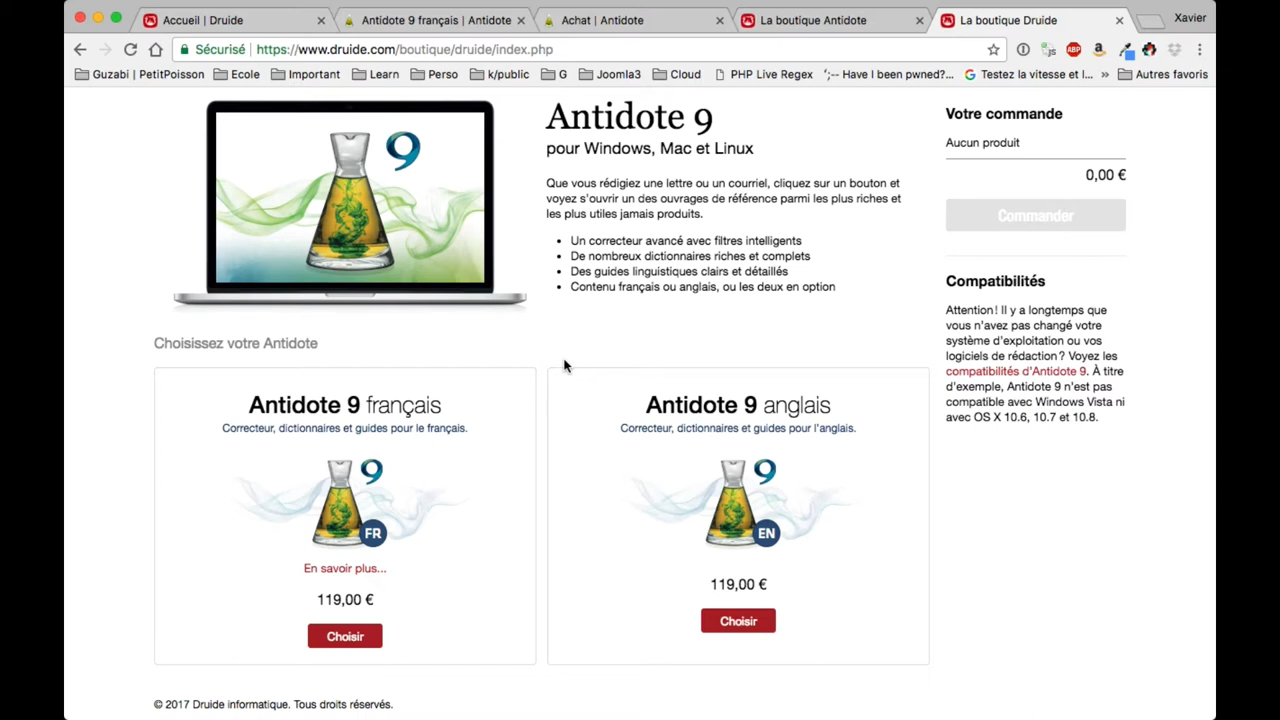 Accueil | Druide
Antidote 9 français | Antidote
Achat | Antidote
La boutique Antidote
La boutique Druide
Xavier
Sécurisé
https://www.druide.com/boutique/druide/index.php
ABP
Guzabi | PetitPoisson
Ecole
Important
Learn
Perso
k/public
G
Joomla3
Cloud
PHP Live Regex
';-- Have I been pwned?...
Testez la vitesse et l...
»
Autres favoris
9
Antidote 9
pour Windows, Mac et Linux
Que vous rédigiez une lettre ou un courriel, cliquez sur un bouton et
voyez s'ouvrir un des ouvrages de référence parmi les plus riches et
les plus utiles jamais produits.
• Un correcteur avancé avec filtres intelligents
• De nombreux dictionnaires riches et complets
• Des guides linguistiques clairs et détaillés
• Contenu français ou anglais, ou les deux en option
Votre commande
Aucun produit
0,00 €
Commander
Compatibilités
Attention ! Il y a longtemps que
vous n'avez pas changé votre
système d'exploitation ou vos
logiciels de rédaction ? Voyez les
compatibilités d'Antidote 9. À titre
d'exemple, Antidote 9 n'est pas
compatible avec Windows Vista ni
avec OS X 10.6, 10.7 et 10.8.
Choisissez votre Antidote
Antidote 9 français
Correcteur, dictionnaires et guides pour le français.
9
FR
En savoir plus...
119,00 €
Choisir
Antidote 9 anglais
Correcteur, dictionnaires et guides pour l'anglais.
9
EN
119,00 €
Choisir
© 2017 Druide informatique. Tous droits réservés.